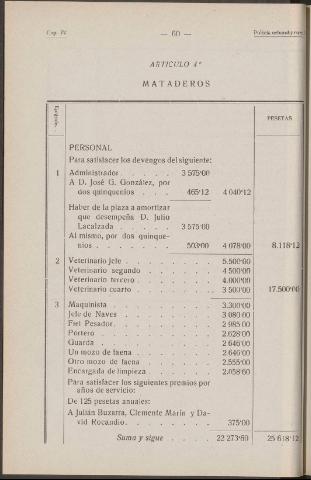 Cap. IV
— 60 —
Policía urbana y rural
ARTICULO 4º
MATADEROS
PESETAS
PERSONAL
Para satisfacer los devengos del siguiente:
1 Administrador . . . . . 3 575'00
A D. José G. González, por
dos quinquenios . . . 465'12 4 040'12
Haber de la plaza a amortizar
que desempeña D. Julio
Lacalzada . . . . . 3 575'00
Al mismo, por dos quinque-
nios . . . . . . . 503'00 4 078'00 8.118'12
2 Veterinario jefe . . . . . . . . 5.500'00
Veterinario segundo . . . . . . . 4 500'00
Veterinario tercero . . . . . . . 4.000'00
Veterinario cuarto . . . . . . . 3 500'00 17.500'00
3 Maquinista . . . . . . . . . 3.300'00
Jefe de Naves . . . . . . . . 3 080'00
Fiel Pesador . . . . . . . . 2 985'00
Portero . . . . . . . . . 2.628'00
Guarda . . . . . . . . . 2 646'00
Un mozo de faena . . . . . . . 2 646'00
Otro mozo de faena . . . . . . . 2.555'00
Encargada de limpieza . . . . . . 2.058'60
Para satisfacer los siguientes premios por
años de servicio:
De 125 pesetas anuales:
A Julián Buzarra, Clemente Marín y Da-
vid Rocandio . . . . . . . . 375'00
Suma y sigue . . . . 22 273'60 25 618'12